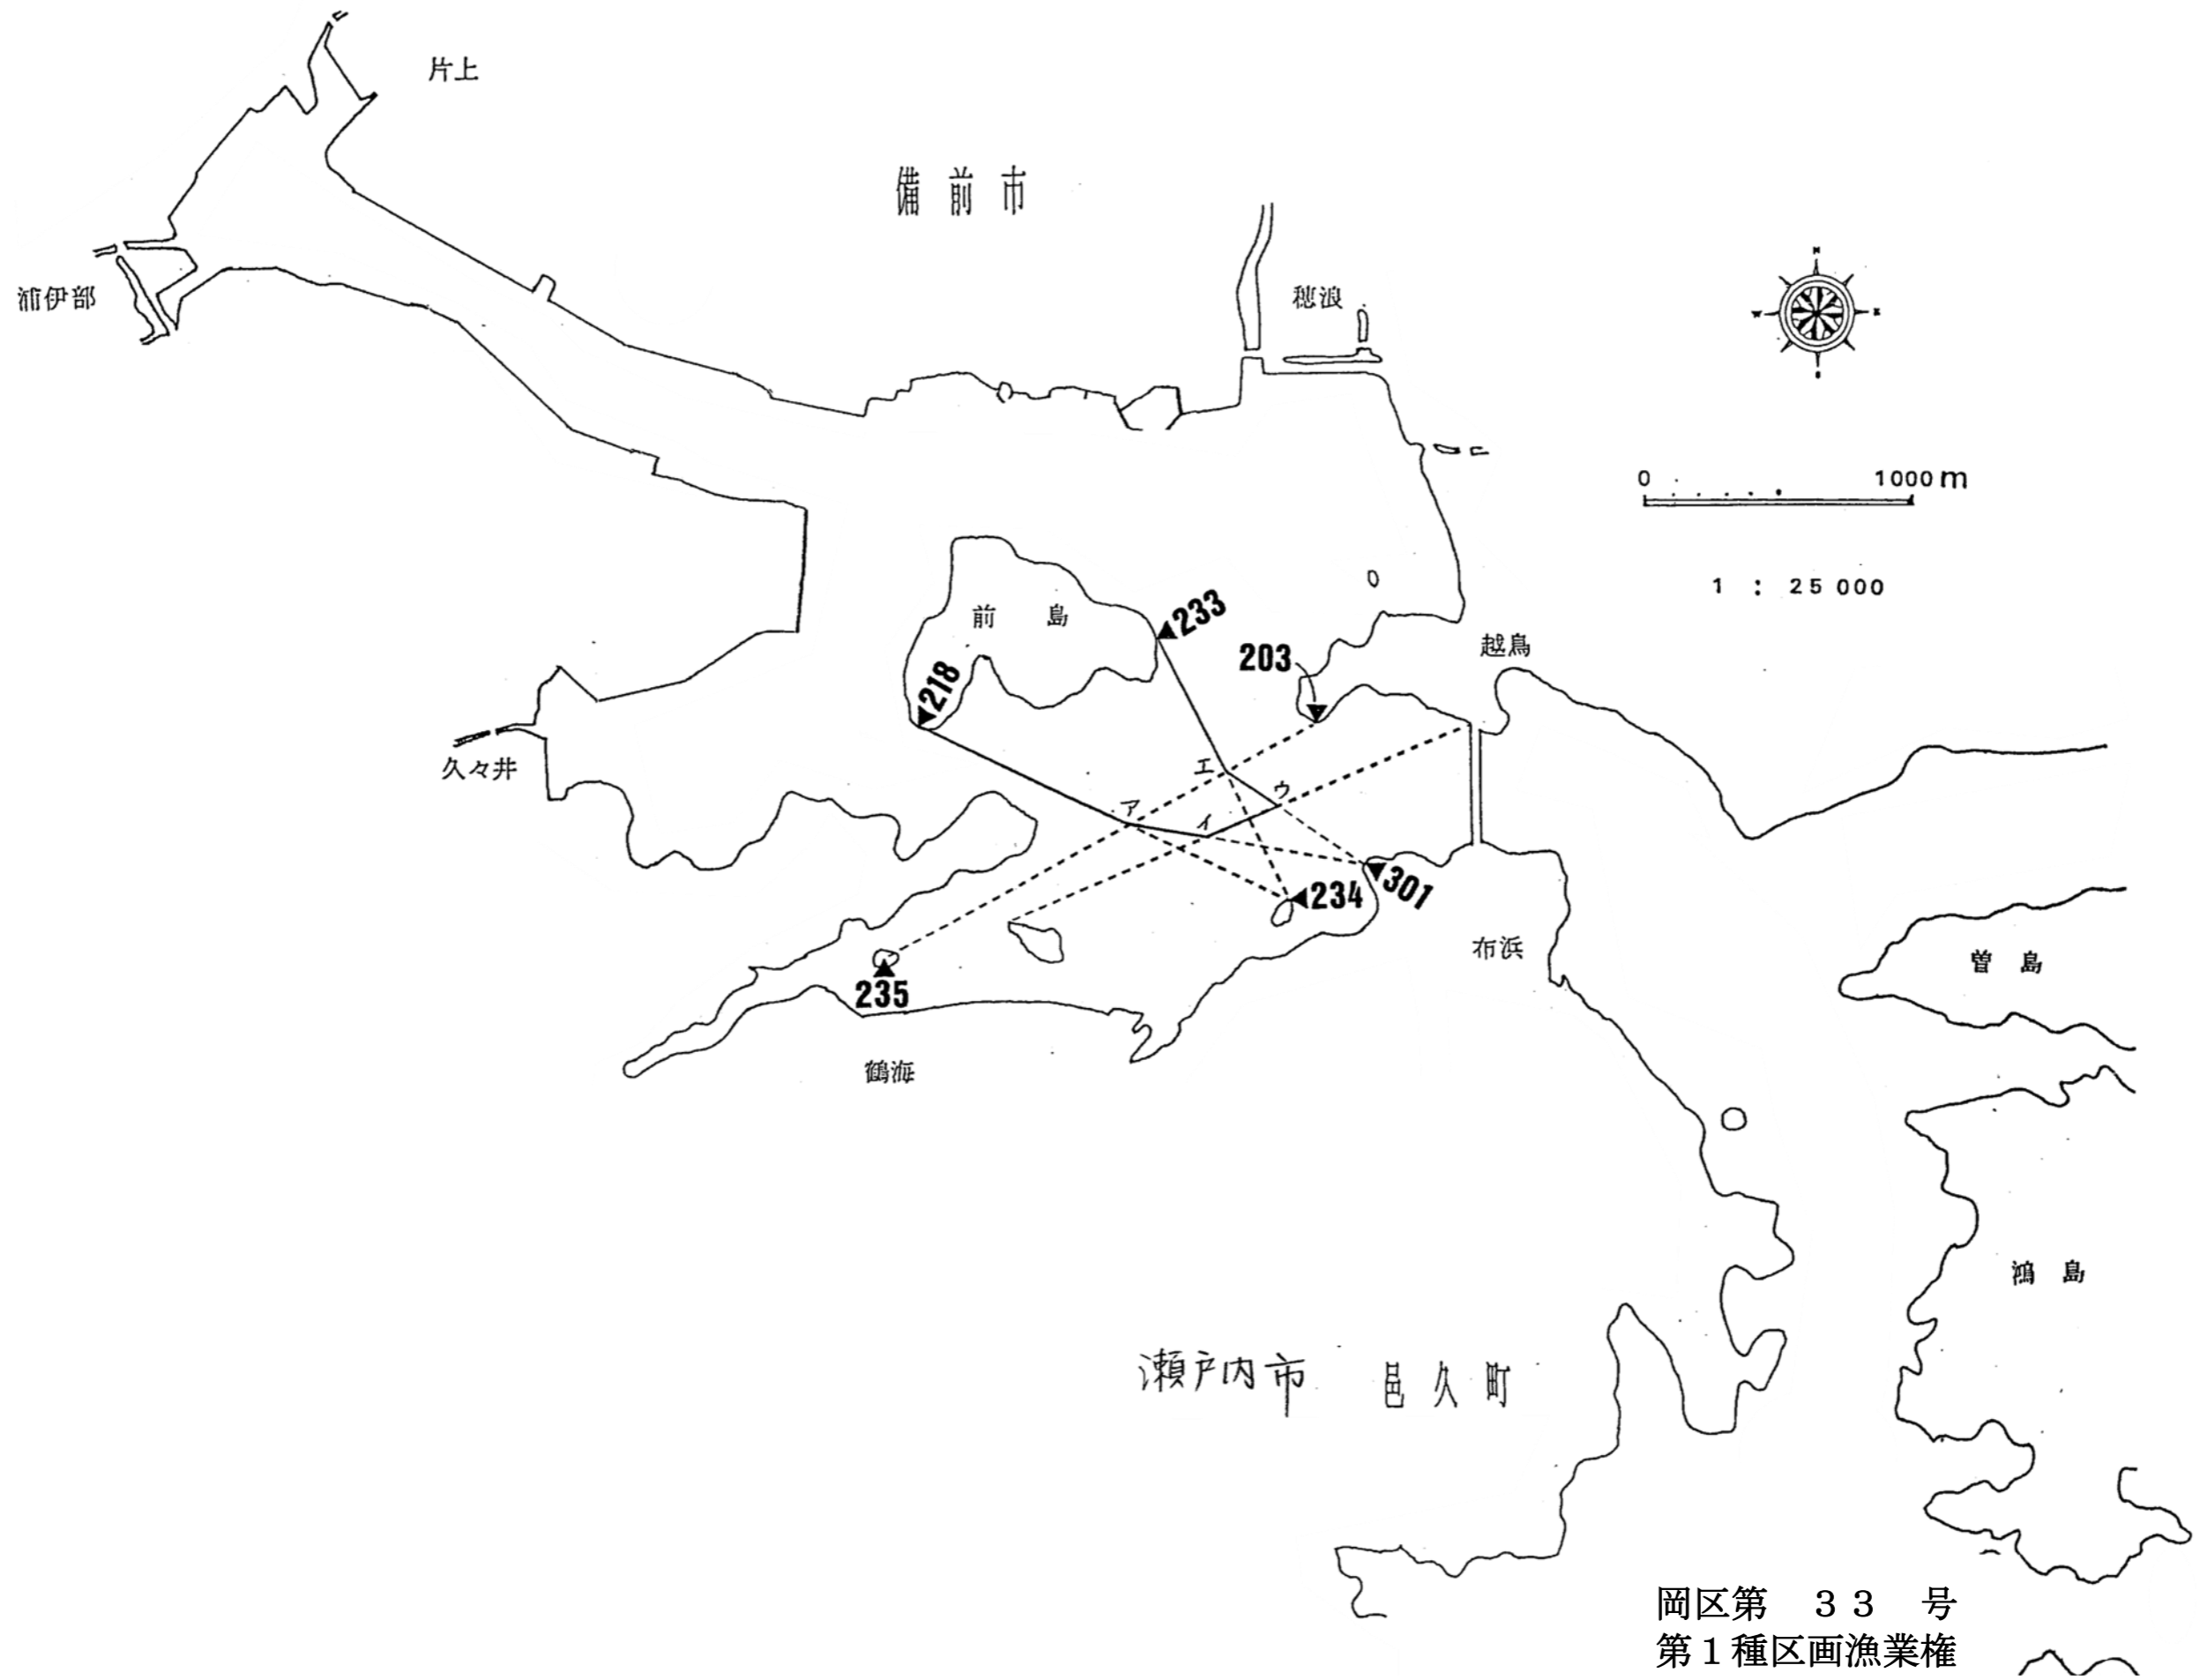 片上
備前市
浦伊部
穂浪
N
W
E
S
0 1000m
1 : 25000
前島
233
203
越鳥
218
久々井
エ
ウ
ア
イ
301
234
235
布浜
曽島
鶴海
鴻島
瀬戸内市 邑久町
岡区第 33 号
第1種区画漁業権